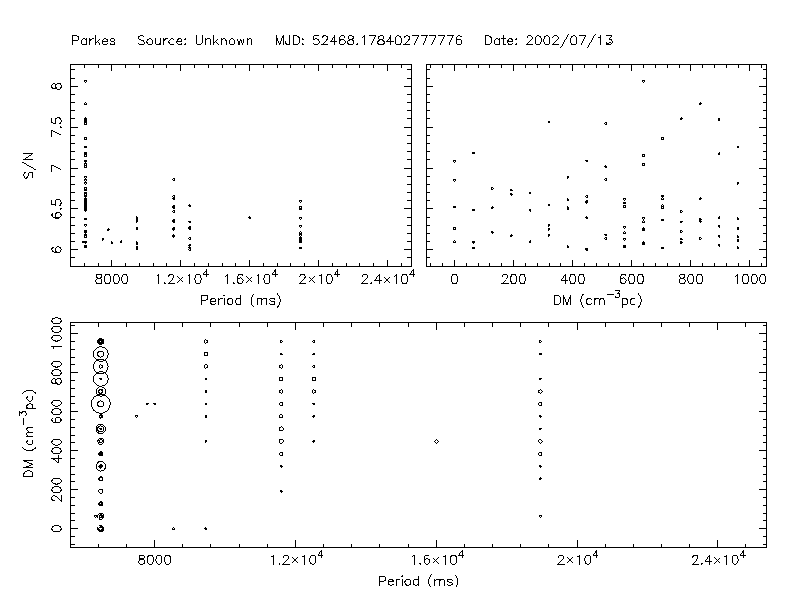 Parkes Source: Unknown MJD: 52468.178402777776 Date: 2002/07/13
S/N
8
7.5
7
6.5
6
8000 1.2×10⁴ 1.6×10⁴ 2×10⁴ 2.4×10⁴
Period (ms)
0 200 400 600 800 1000
DM (cm⁻³pc)
DM (cm⁻³pc)
1000
800
600
400
200
0
8000 1.2×10⁴ 1.6×10⁴ 2×10⁴ 2.4×10⁴
Period (ms)